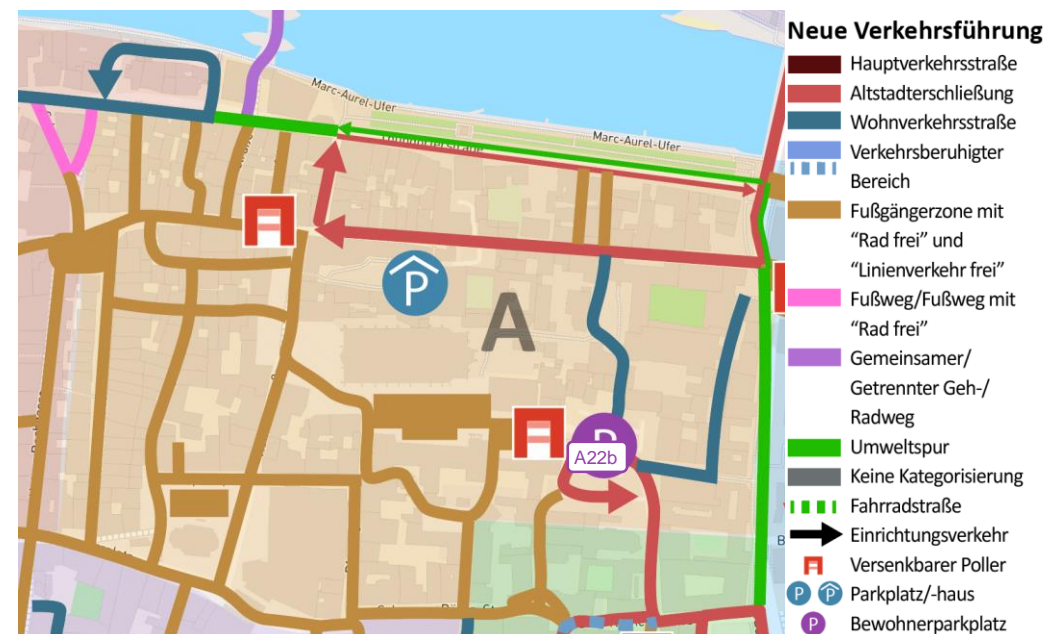 Neue Verkehrsführung
Hauptverkehrsstraße
Altstadterschließung
Wohnverkehrsstraße
Verkehrsberuhigter
Bereich
Fußgängerzone mit
“Rad frei” und
“Linienverkehr frei”
Fußweg/Fußweg mit
“Rad frei”
Gemeinsamer/
Getrennter Geh-/
Radweg
Umweltspur
Keine Kategorisierung
Fahrradstraße
Einrichtungsverkehr
Versenkbarer Poller
P P Parkplatz/-haus
P Bewohnerparkplatz
Marc-Aurel-Ufer
Marc-Aurel-Ufer
P
A
A22b